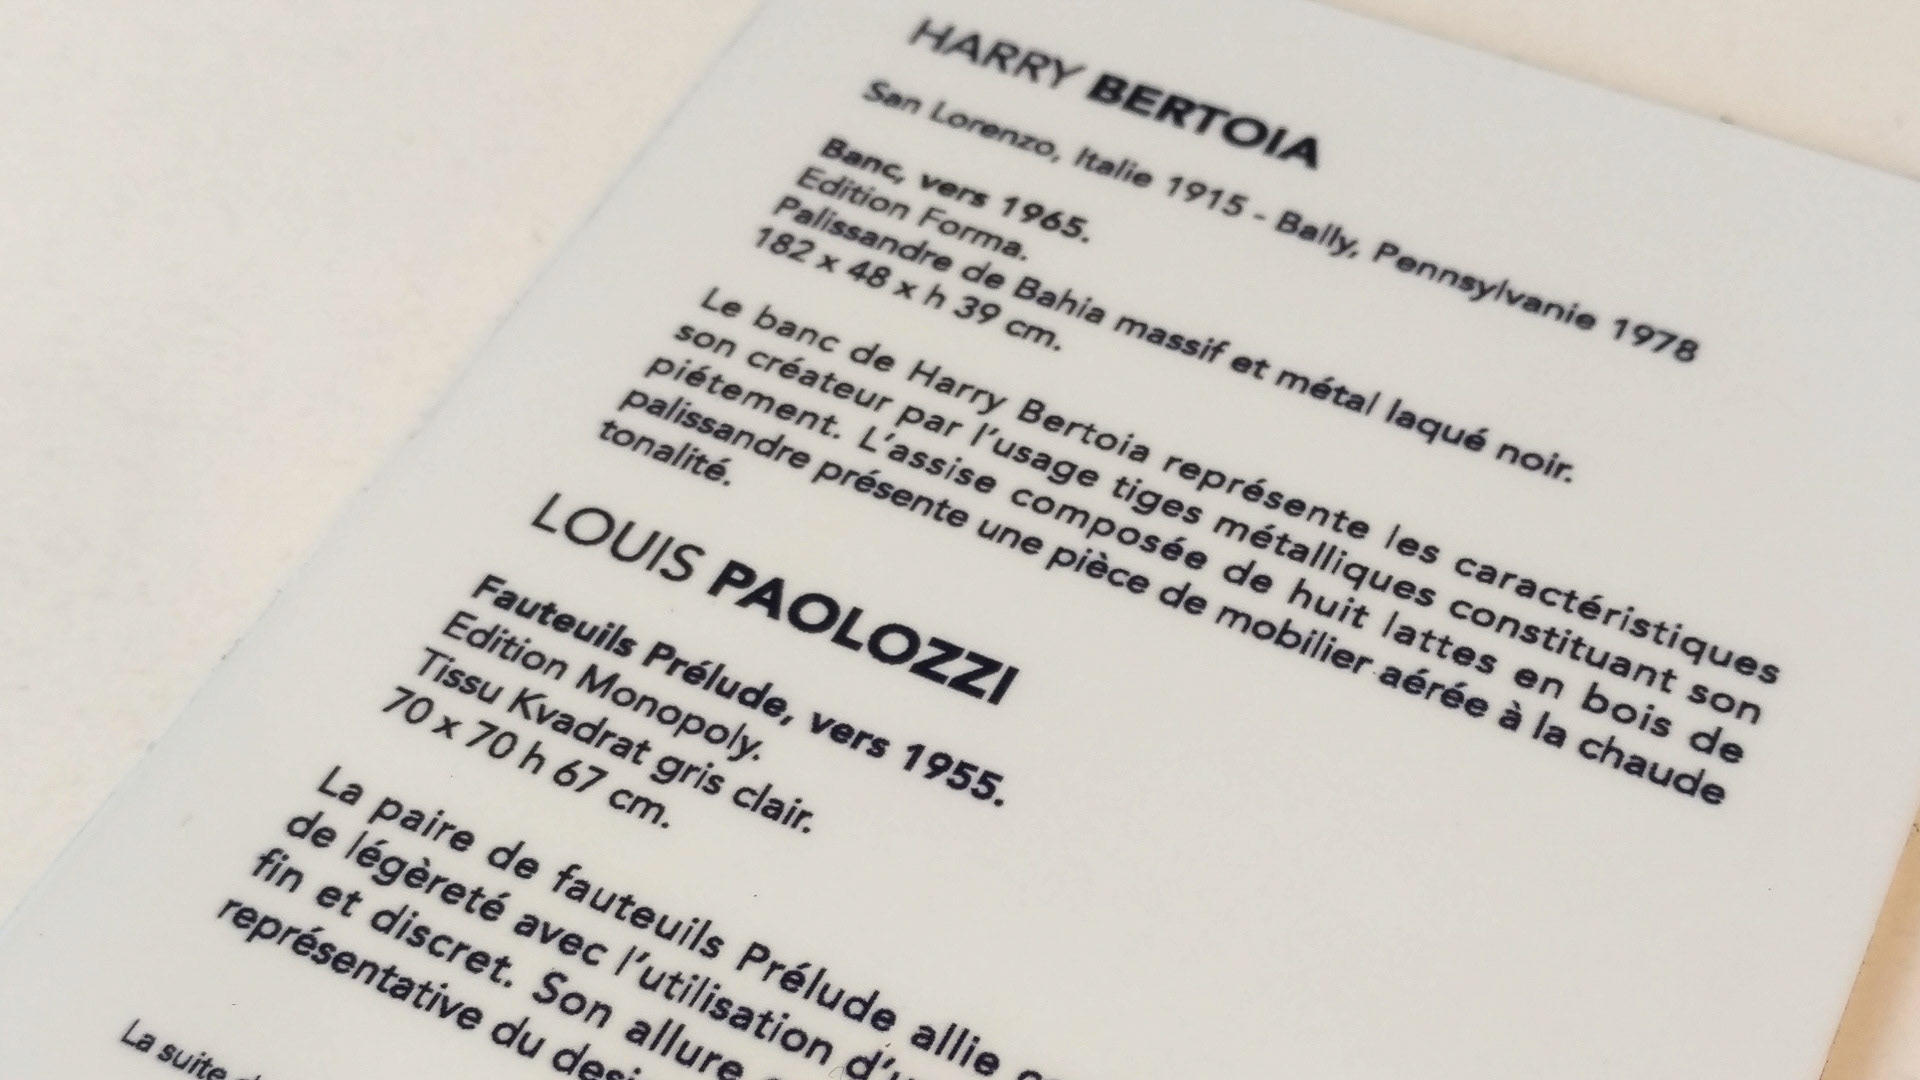 HARRY BERTOIA
San Lorenzo, Italie 1915 - Bally, Pennsylvanie 1978
Banc, vers 1965.
Edition Forma.
Palissandre de Bahia massif et métal laqué noir.
182 x 48 x h 39 cm.
Le banc de Harry Bertoia représente les caractéristiques
son créateur par l'usage tiges métalliques constituant son
piétement. L'assise composée de huit lattes en bois de
palissandre présente une pièce de mobilier aérée à la chaude
tonalité.
LOUIS PAOLOZZI
Fauteuils Prélude, vers 1955.
Edition Monopoly.
Tissu Kvadrat gris clair.
70 x 70 h 67 cm.
La paire de fauteuils Prélude allie
de légèreté avec l'utilisation
fin et discret. Son allure
représentative du
La suite